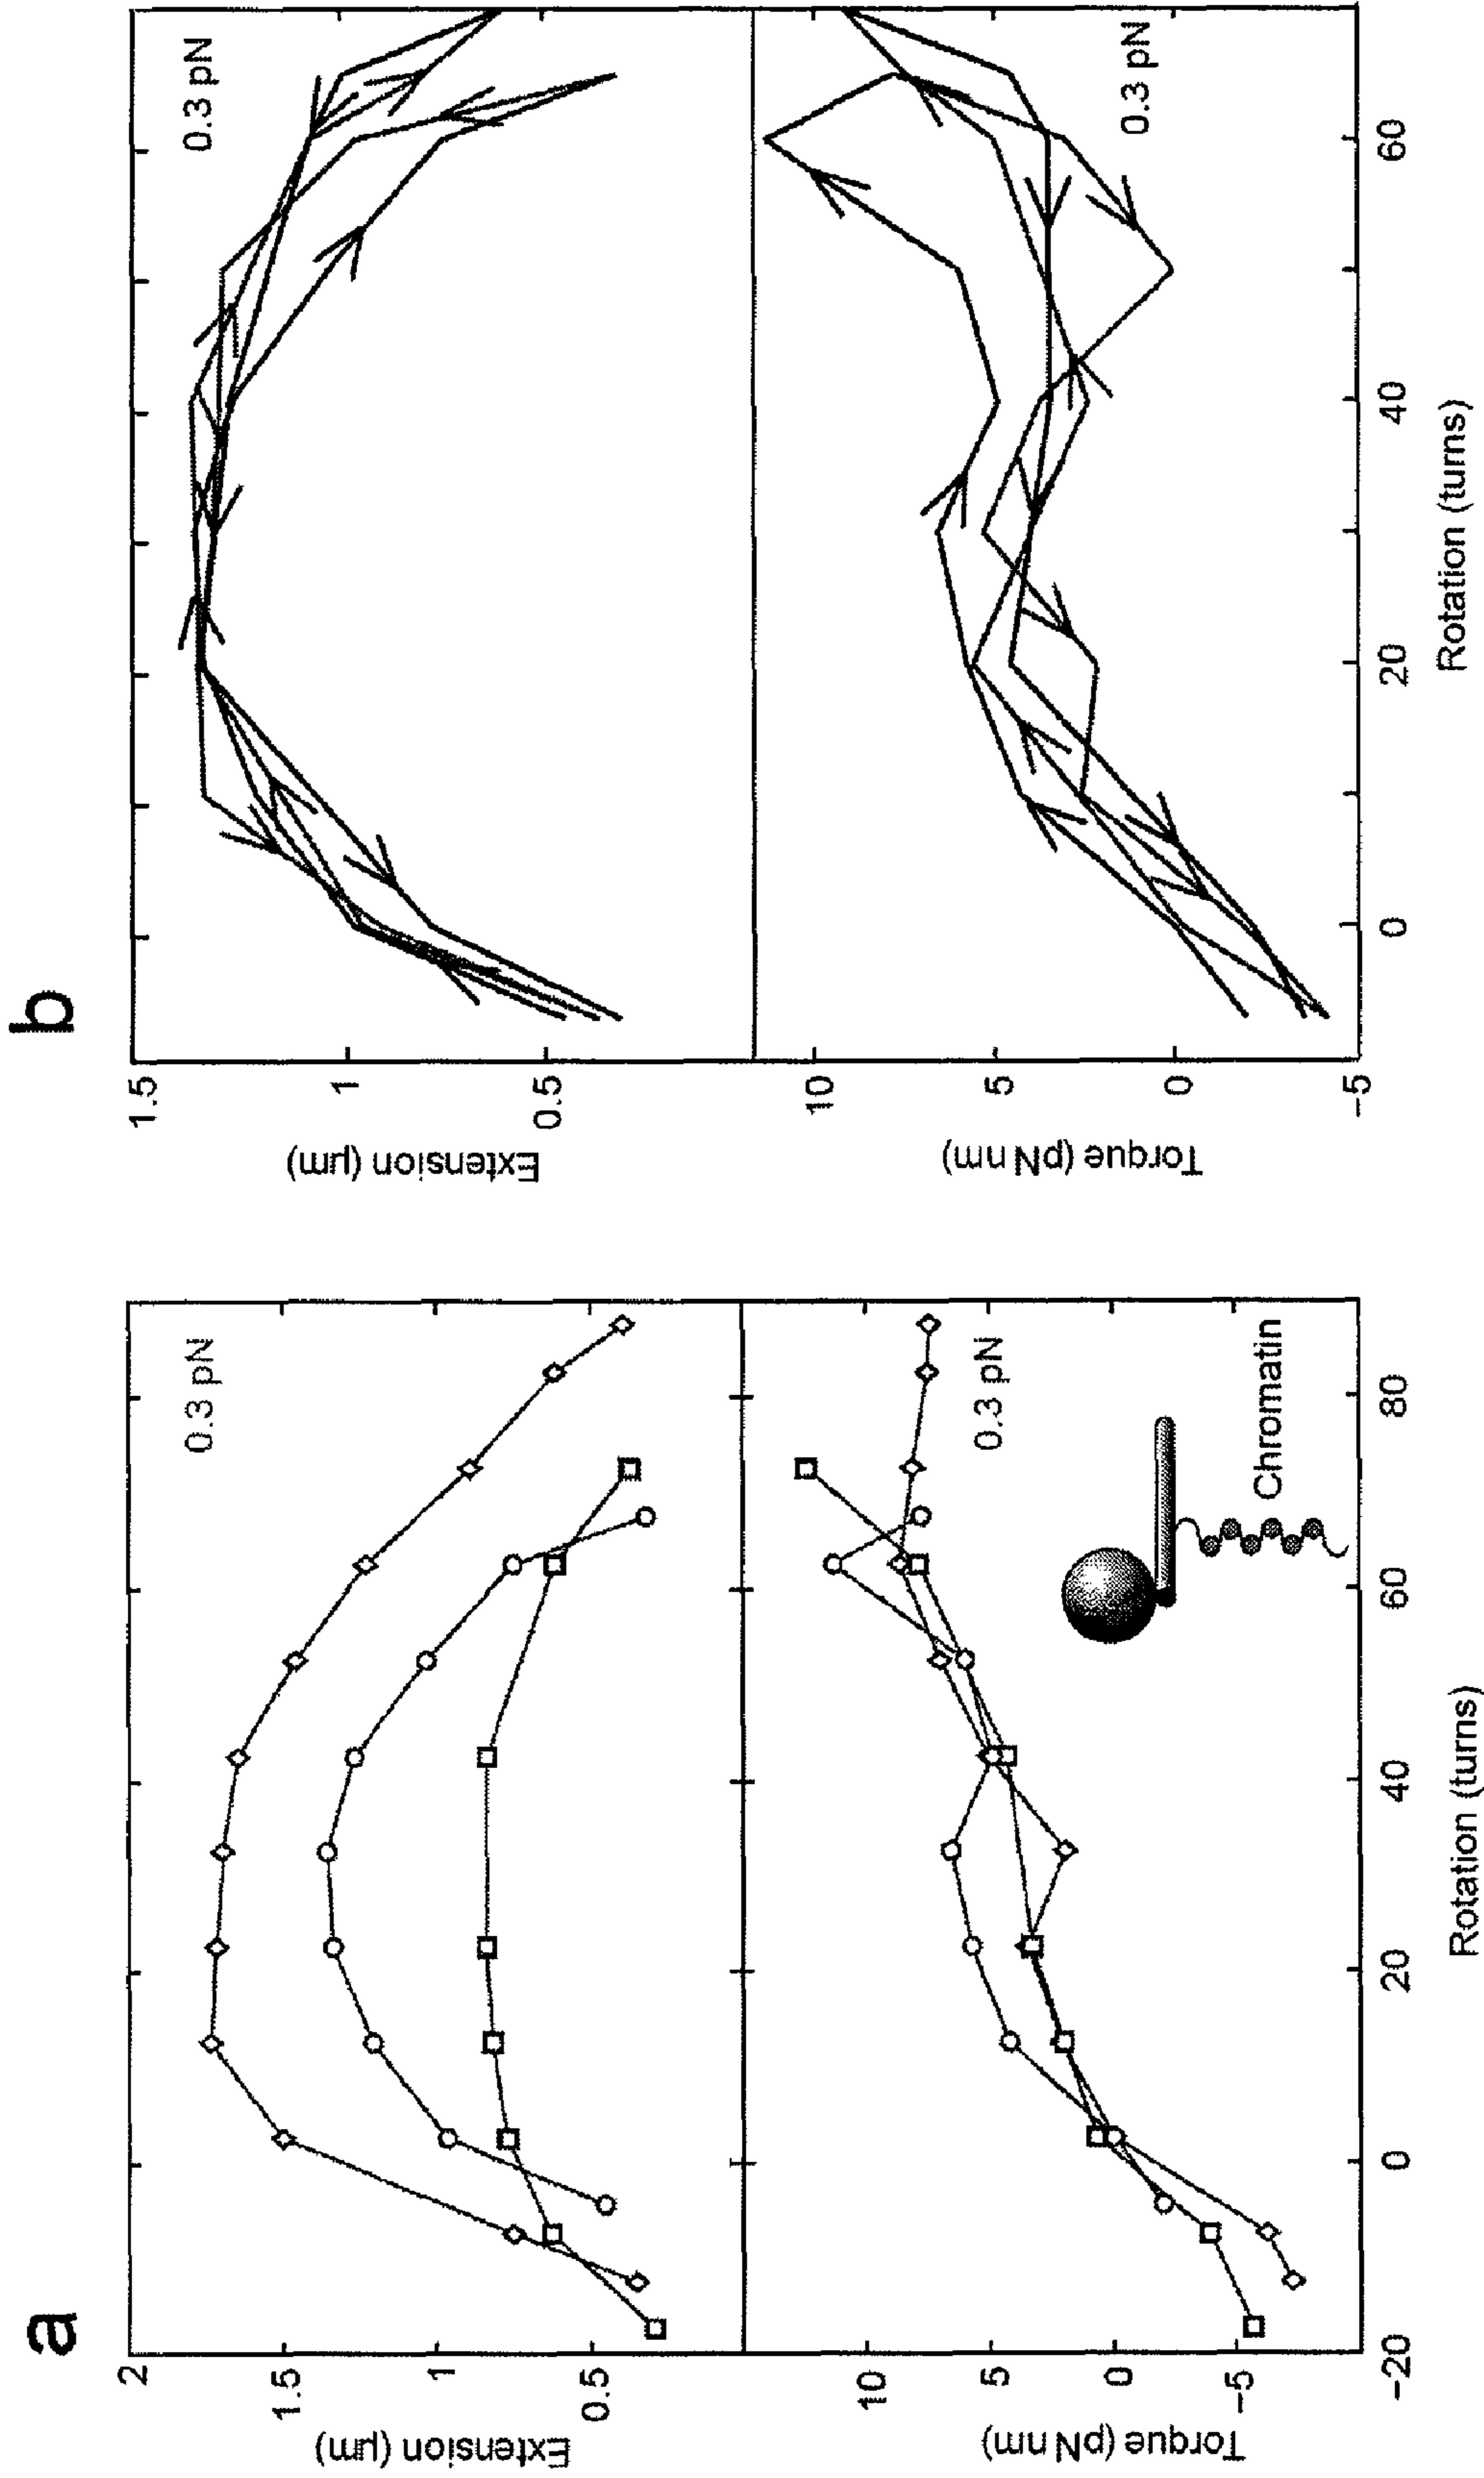 a
2
1.5
1
0.5
Extension (µm)
0.3 pN
10
5
0
−5
Torque (pN nm)
0.3 pN
Chromatin
−20
0
20
40
60
80
Rotation (turns)
b
1.5
1
0.5
Extension (µm)
0.3 pN
10
5
0
−5
Torque (pN nm)
0.3 pN
0
20
40
60
Rotation (turns)